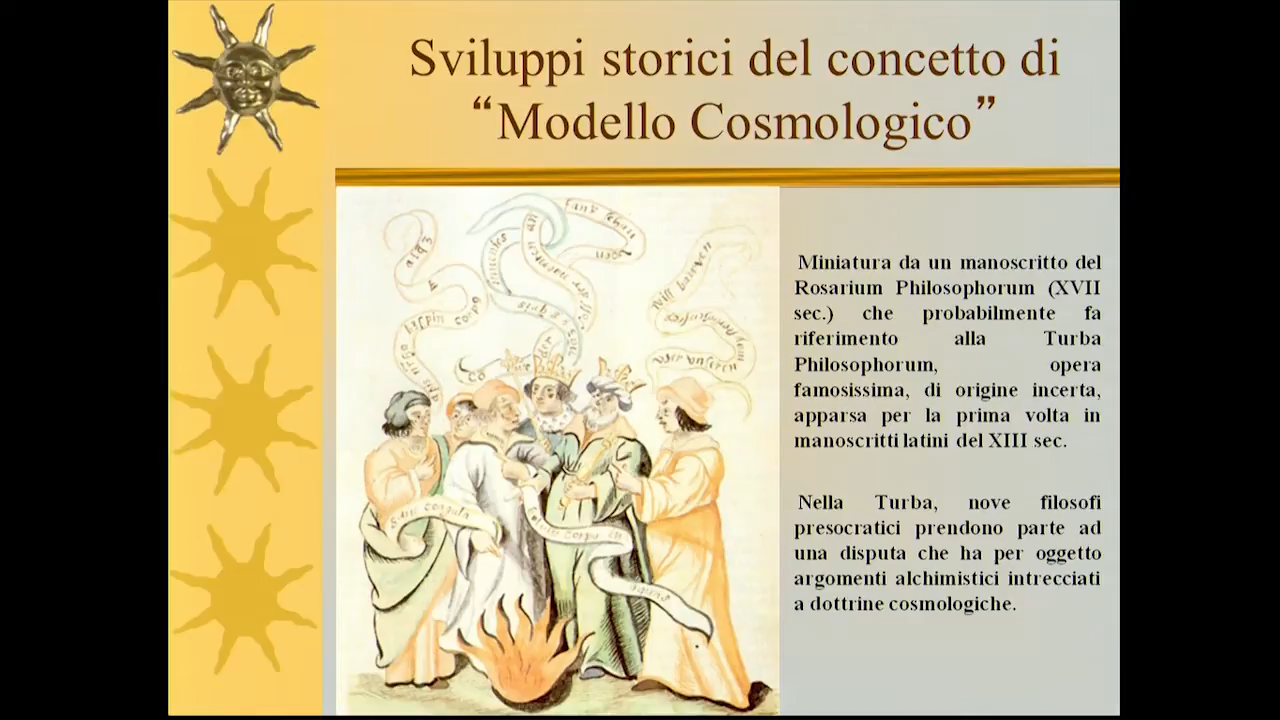 Sviluppi storici del concetto di
“Modello Cosmologico”
Miniatura da un manoscritto del
Rosarium Philosophorum (XVII
sec.) che probabilmente fa
riferimento alla Turba
Philosophorum, opera
famosissima, di origine incerta,
apparsa per la prima volta in
manoscritti latini del XIII sec.
Nella Turba, nove filosofi
presocratici prendono parte ad
una disputa che ha per oggetto
argomenti alchimistici intrecciati
a dottrine cosmologiche.